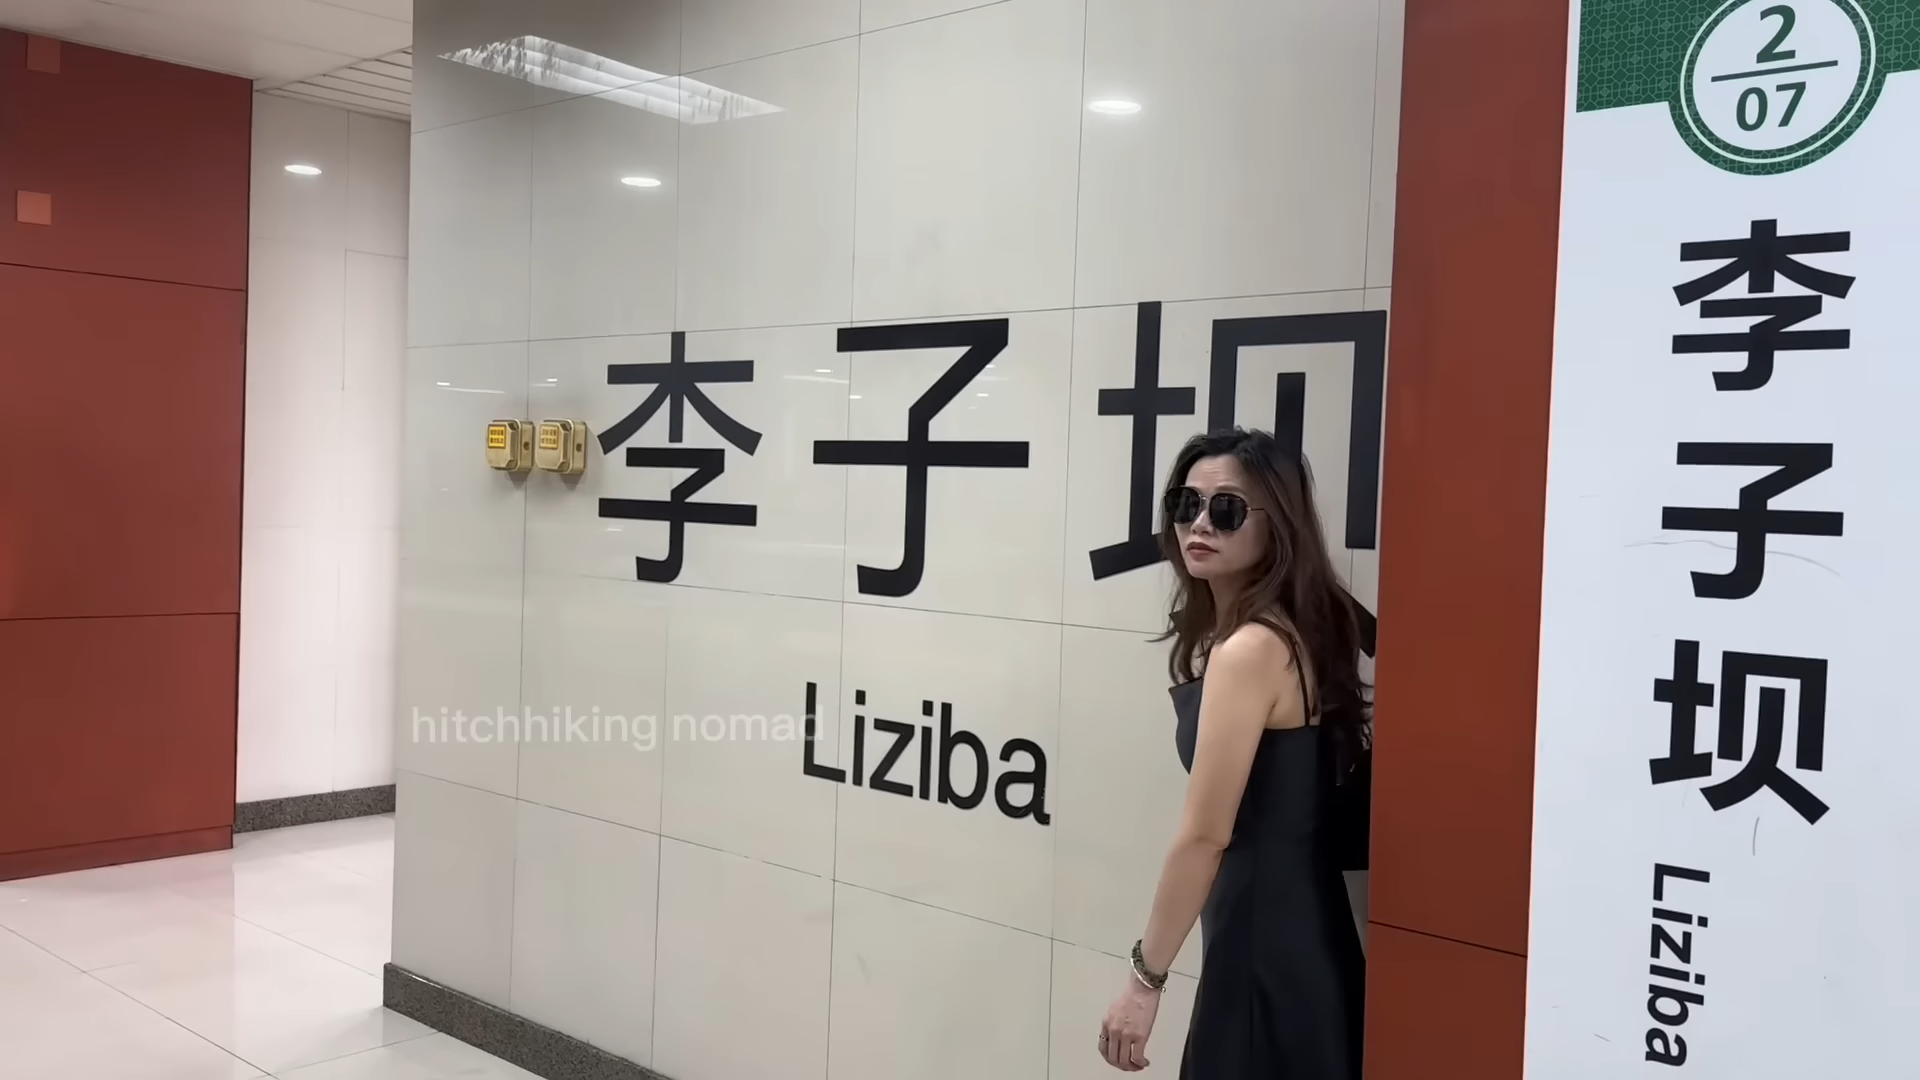 李子坝
Liziba
hitchhiking nomad
2
07
李子坝
Liziba